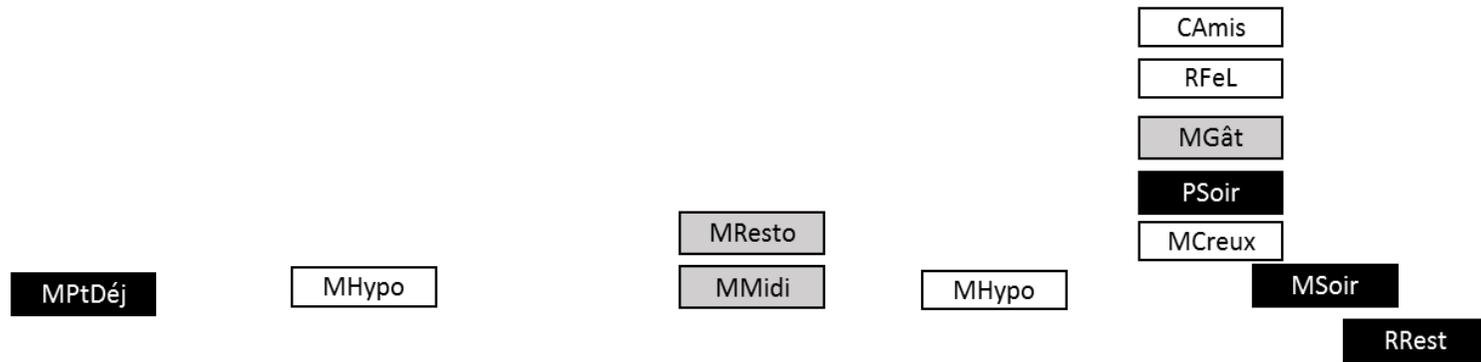 CAmis
RFeL
MGât
PSoir
MResto
MCreux
MPtDéj
MHypo
MMidi
MHypo
MSoir
RRest